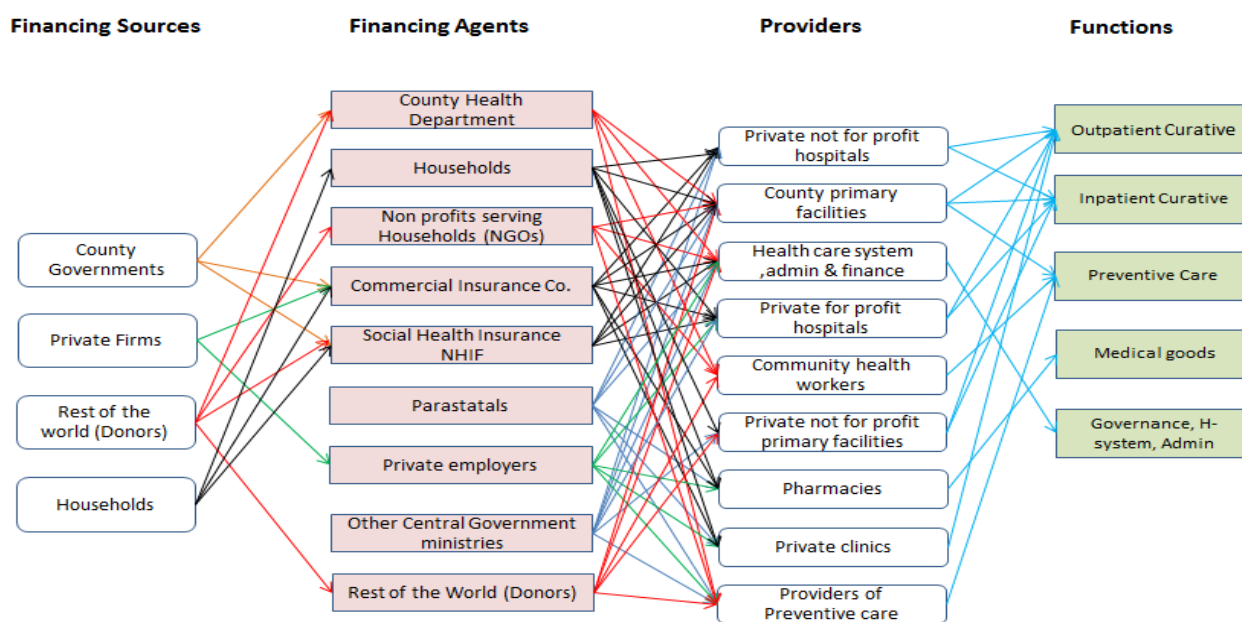 Financing Sources
Financing Agents
Providers
Functions
County Governments
Private Firms
Rest of the
world (Donors)
Households
County Health
Department
Households
Non profits serving
Households (NGOs)
Commercial Insurance Co.
Social Health Insurance
NHIF
Parastatals
Private employers
Other Central Government
ministries
Rest of the World (Donors)
Private not for profit
hospitals
County primary
facilities
Health care system
,admin & finance
Private for profit
hospitals
Community health
workers
Private not for profit
primary facilities
Pharmacies
Private clinics
Providers of
Preventive care
Outpatient Curative
Inpatient Curative
Preventive Care
Medical goods
Governance, H-
system, Admin